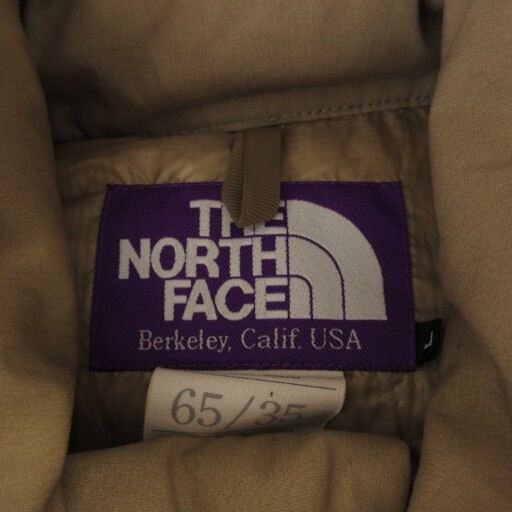 THE
NORTH
FACE
Berkeley, Calif. USA
65/35